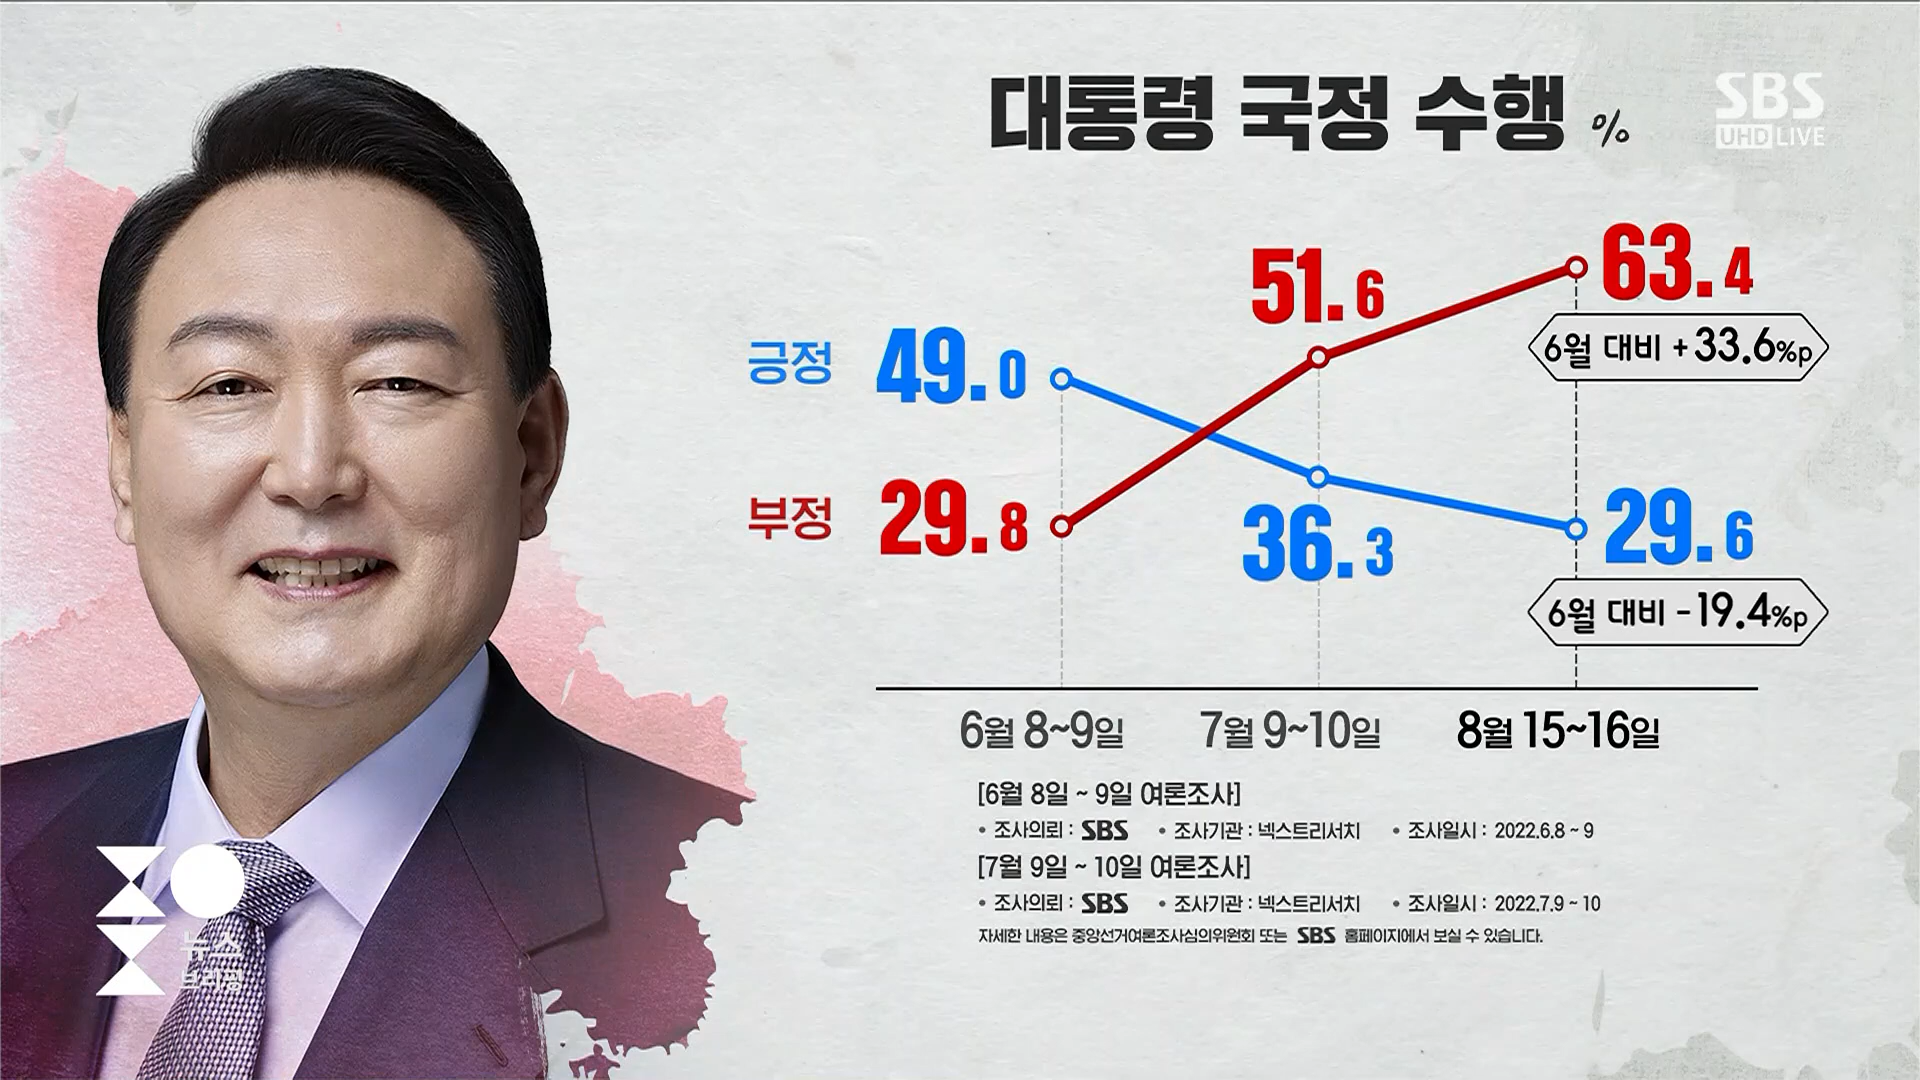 대통령 국정 수행 %
SBS
UHD LIVE
긍정 49.0
부정 29.8
51.6
36.3
63.4
6월 대비 +33.6%p
29.6
6월 대비 -19.4%p
6월 8~9일 7월 9~10일 8월 15~16일
[6월 8일 ~ 9일 여론조사]
• 조사의뢰 : SBS • 조사기관 : 넥스트리서치 • 조사일시 : 2022.6.8 ~ 9
[7월 9일 ~ 10일 여론조사]
• 조사의뢰 : SBS • 조사기관 : 넥스트리서치 • 조사일시 : 2022.7.9 ~ 10
자세한 내용은 중앙선거여론조사심의위원회 또는 SBS 홈페이지에서 보실 수 있습니다.
뉴스
브리핑